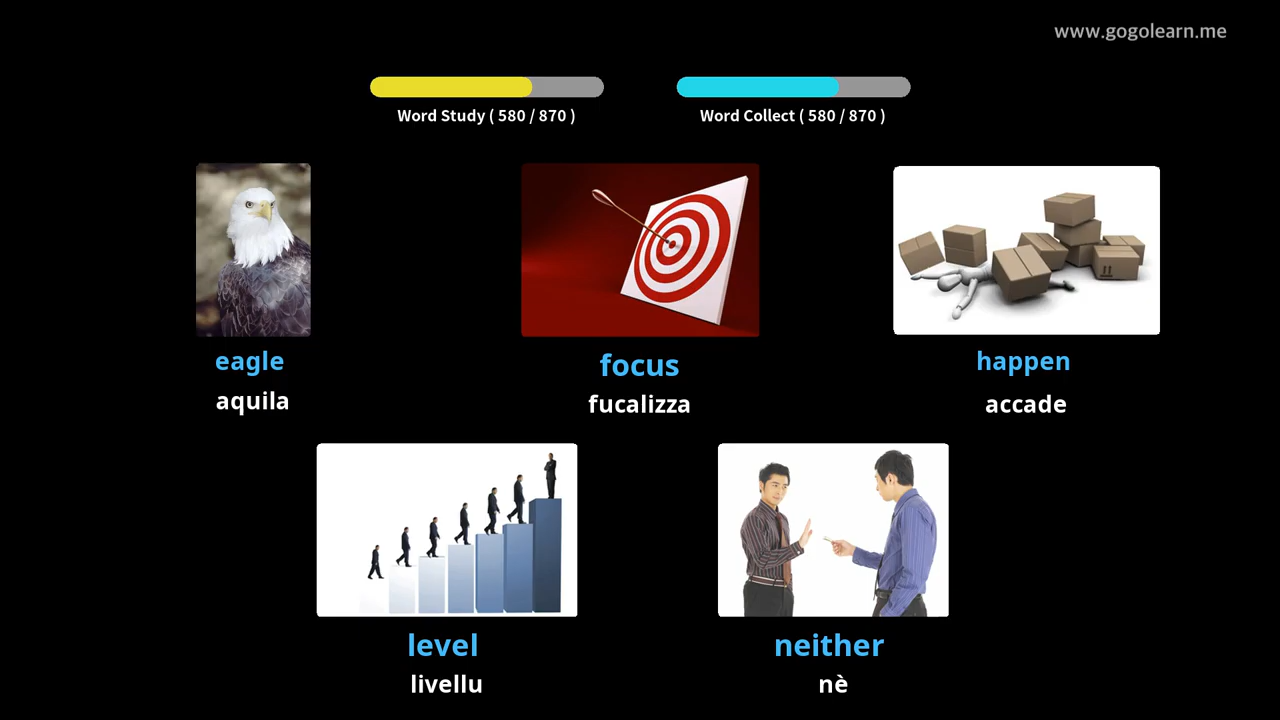 www.gogolearn.me
Word Study ( 580 / 870 )
Word Collect ( 580 / 870 )
eagle
aquila
focus
fucalizza
happen
accade
level
livellu
neither
nè